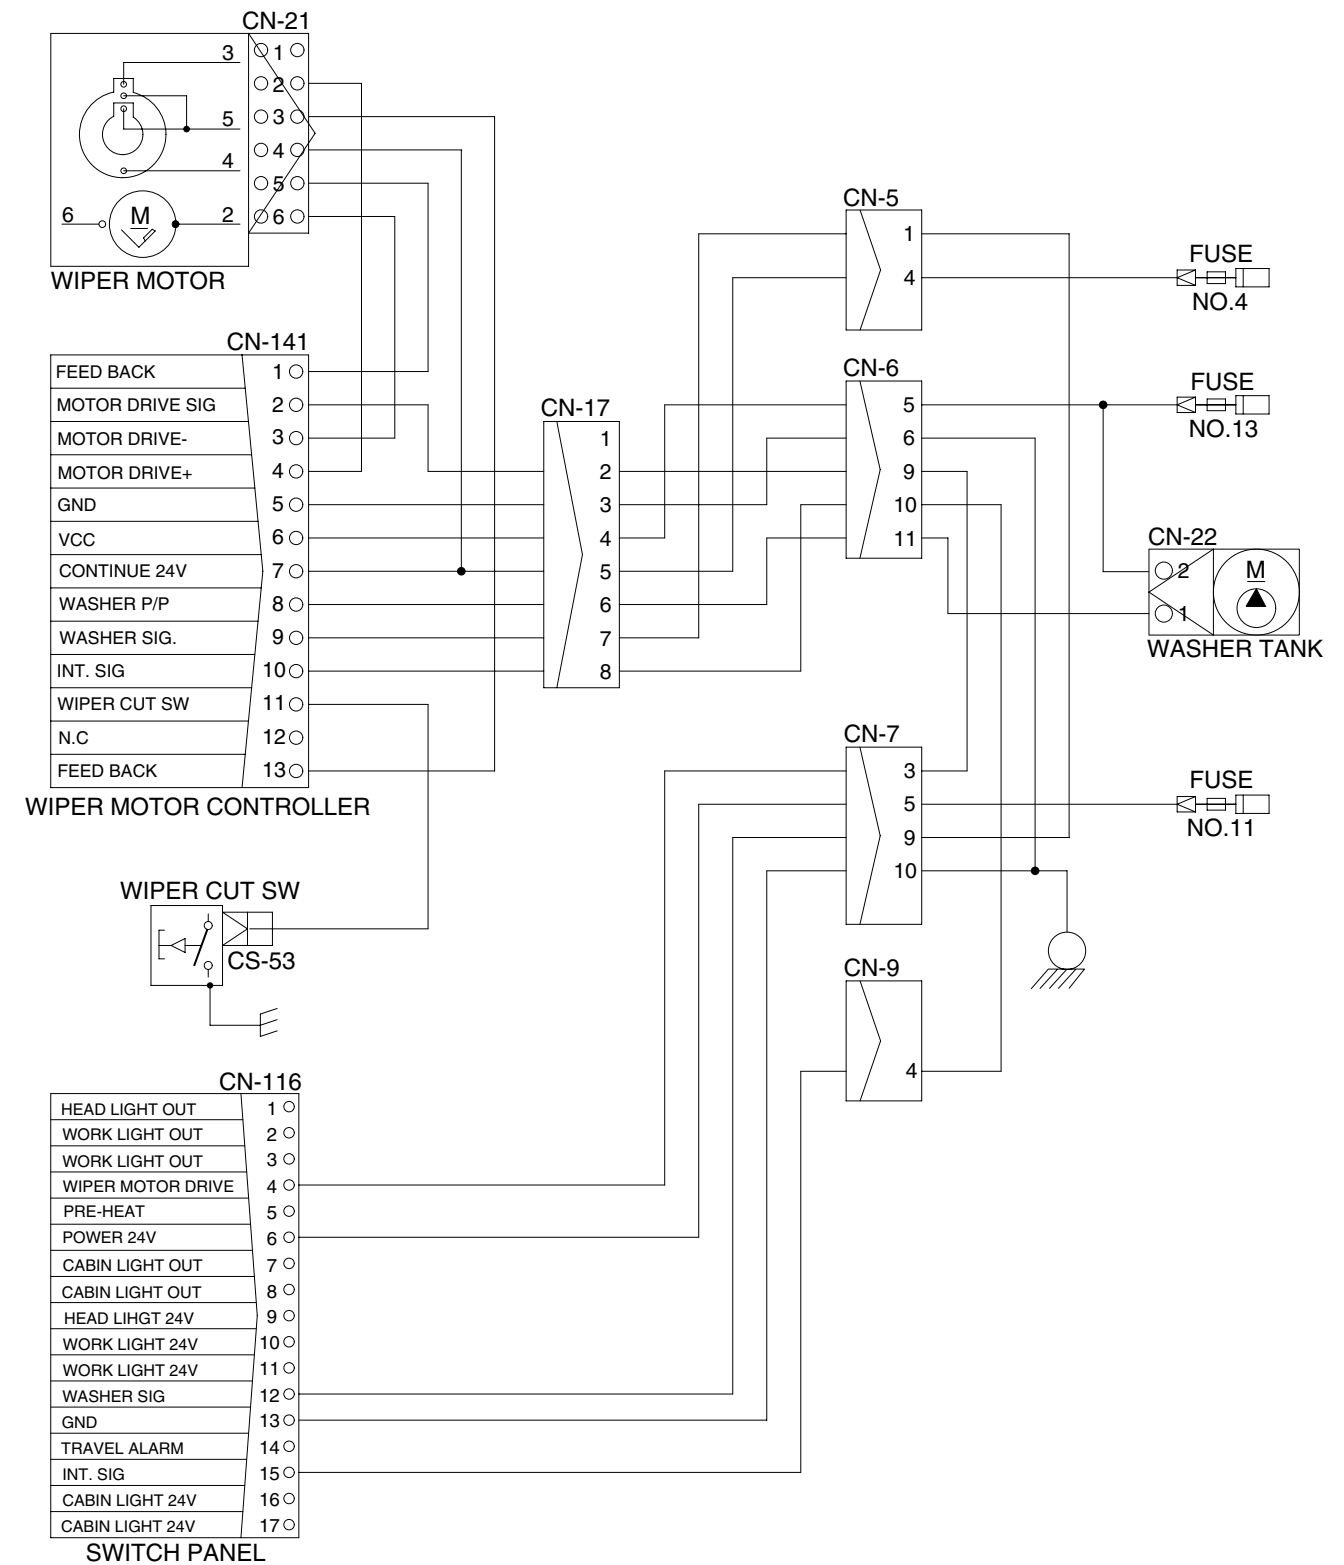 CN-21
3
5
4
6
M
2
1
2
3
4
5
6
WIPER MOTOR
CN-141
FEED BACK 1
MOTOR DRIVE SIG 2
MOTOR DRIVE- 3
MOTOR DRIVE+ 4
GND 5
VCC 6
CONTINUE 24V 7
WASHER P/P 8
WASHER SIG. 9
INT. SIG 10
WIPER CUT SW 11
N.C 12
FEED BACK 13
WIPER MOTOR CONTROLLER
WIPER CUT SW
CS-53
CN-116
HEAD LIGHT OUT 1
WORK LIGHT OUT 2
WORK LIGHT OUT 3
WIPER MOTOR DRIVE 4
PRE-HEAT 5
POWER 24V 6
CABIN LIGHT OUT 7
CABIN LIGHT OUT 8
HEAD LIHGT 24V 9
WORK LIGHT 24V 10
WORK LIGHT 24V 11
WASHER SIG 12
GND 13
TRAVEL ALARM 14
INT. SIG 15
CABIN LIGHT 24V 16
CABIN LIGHT 24V 17
SWITCH PANEL
CN-17
1
2
3
4
5
6
7
8
CN-5
1
4
CN-6
5
6
9
10
11
CN-7
3
5
9
10
CN-9
4
FUSE
NO.4
FUSE
NO.13
CN-22
2
1
M
WASHER TANK
FUSE
NO.11